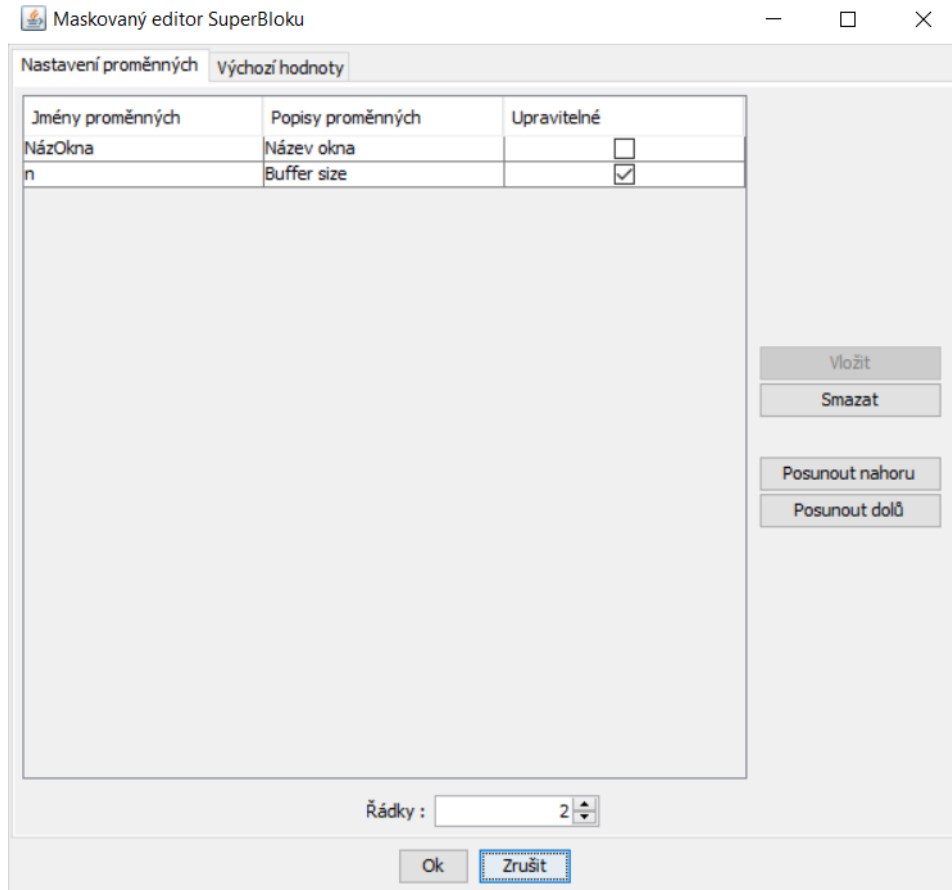 Maskovaný editor SuperBloku
Nastavení proměnných Výchozí hodnoty
Jmény proměnných Popisy proměnných Upravitelné
NázOkna Název okna
n Buffer size
Vložit
Smazat
Posunout nahoru
Posunout dolů
Řádky : 2
Ok Zrušit